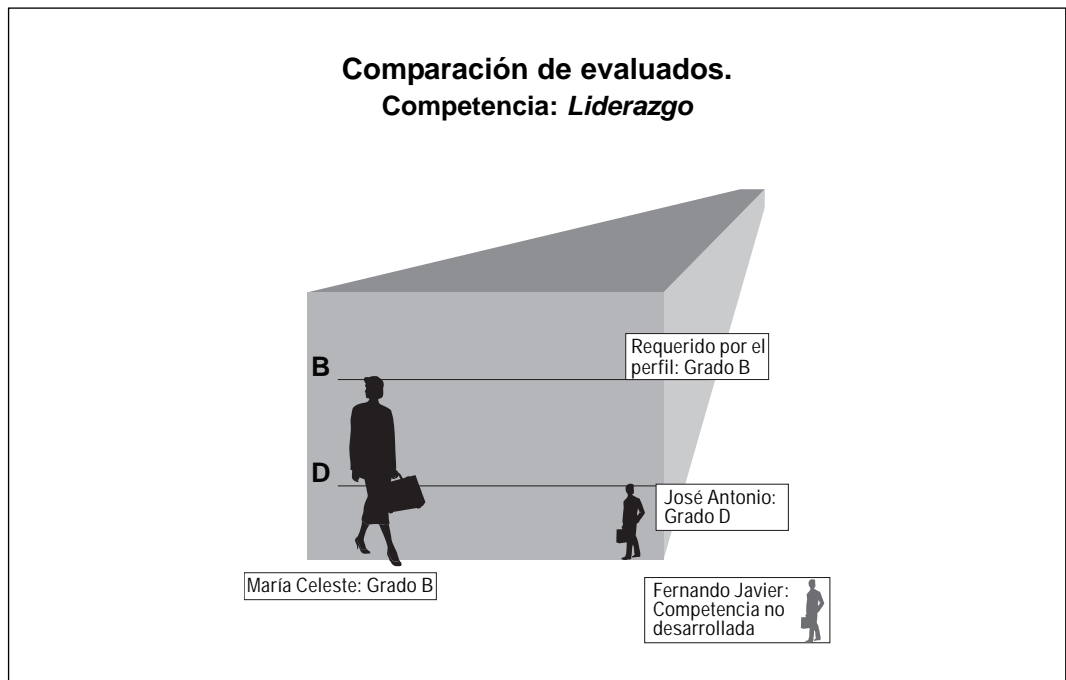 Comparación de evaluados.
Competencia: Liderazgo
B
Requerido por el
perfil: Grado B
D
José Antonio:
Grado D
María Celeste: Grado B
Fernando Javier:
Competencia no
desarrollada